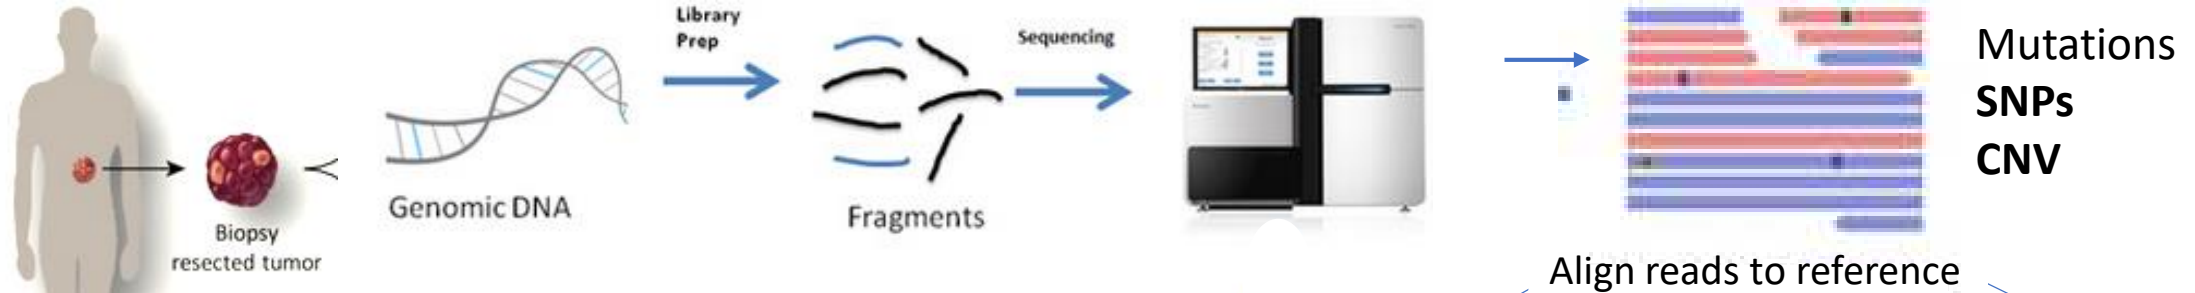 Biopsy
resected tumor
Genomic DNA
Library
Prep
Fragments
Sequencing
Align reads to reference
Mutations
SNPs
CNV